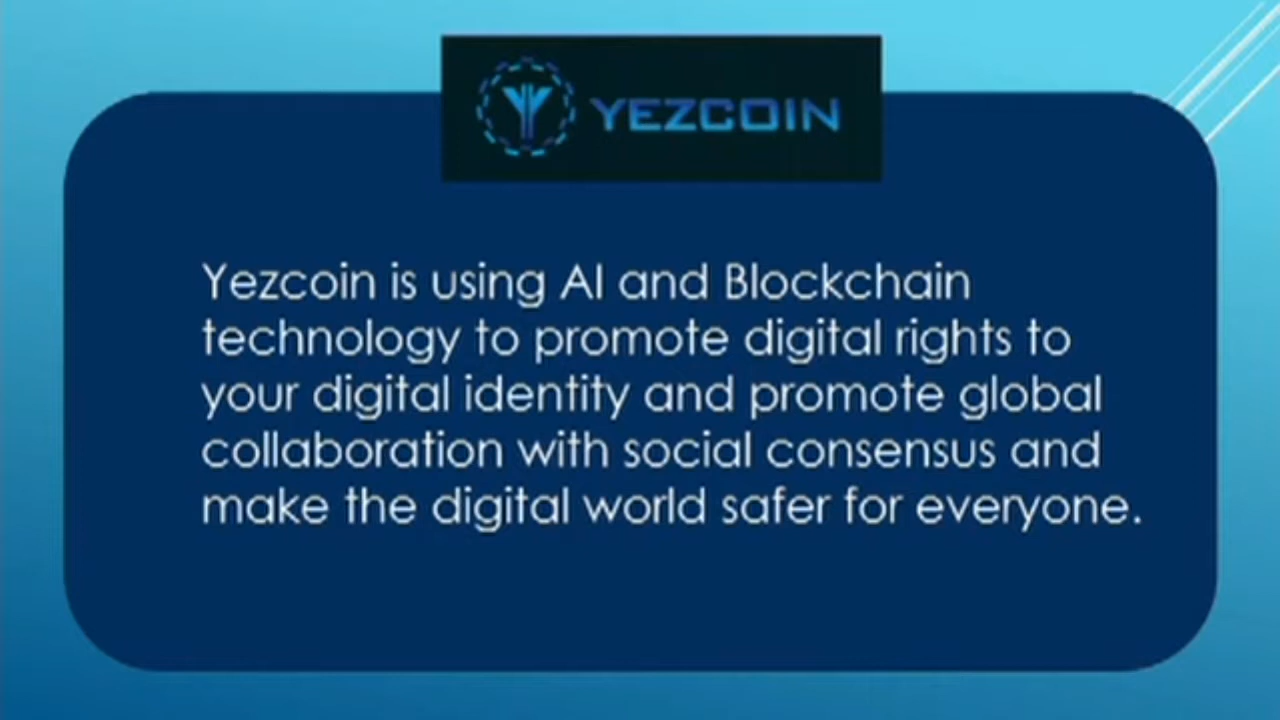 YEZCOIN
Yezcoin is using AI and Blockchain
technology to promote digital rights to
your digital identity and promote global
collaboration with social consensus and
make the digital world safer for everyone.